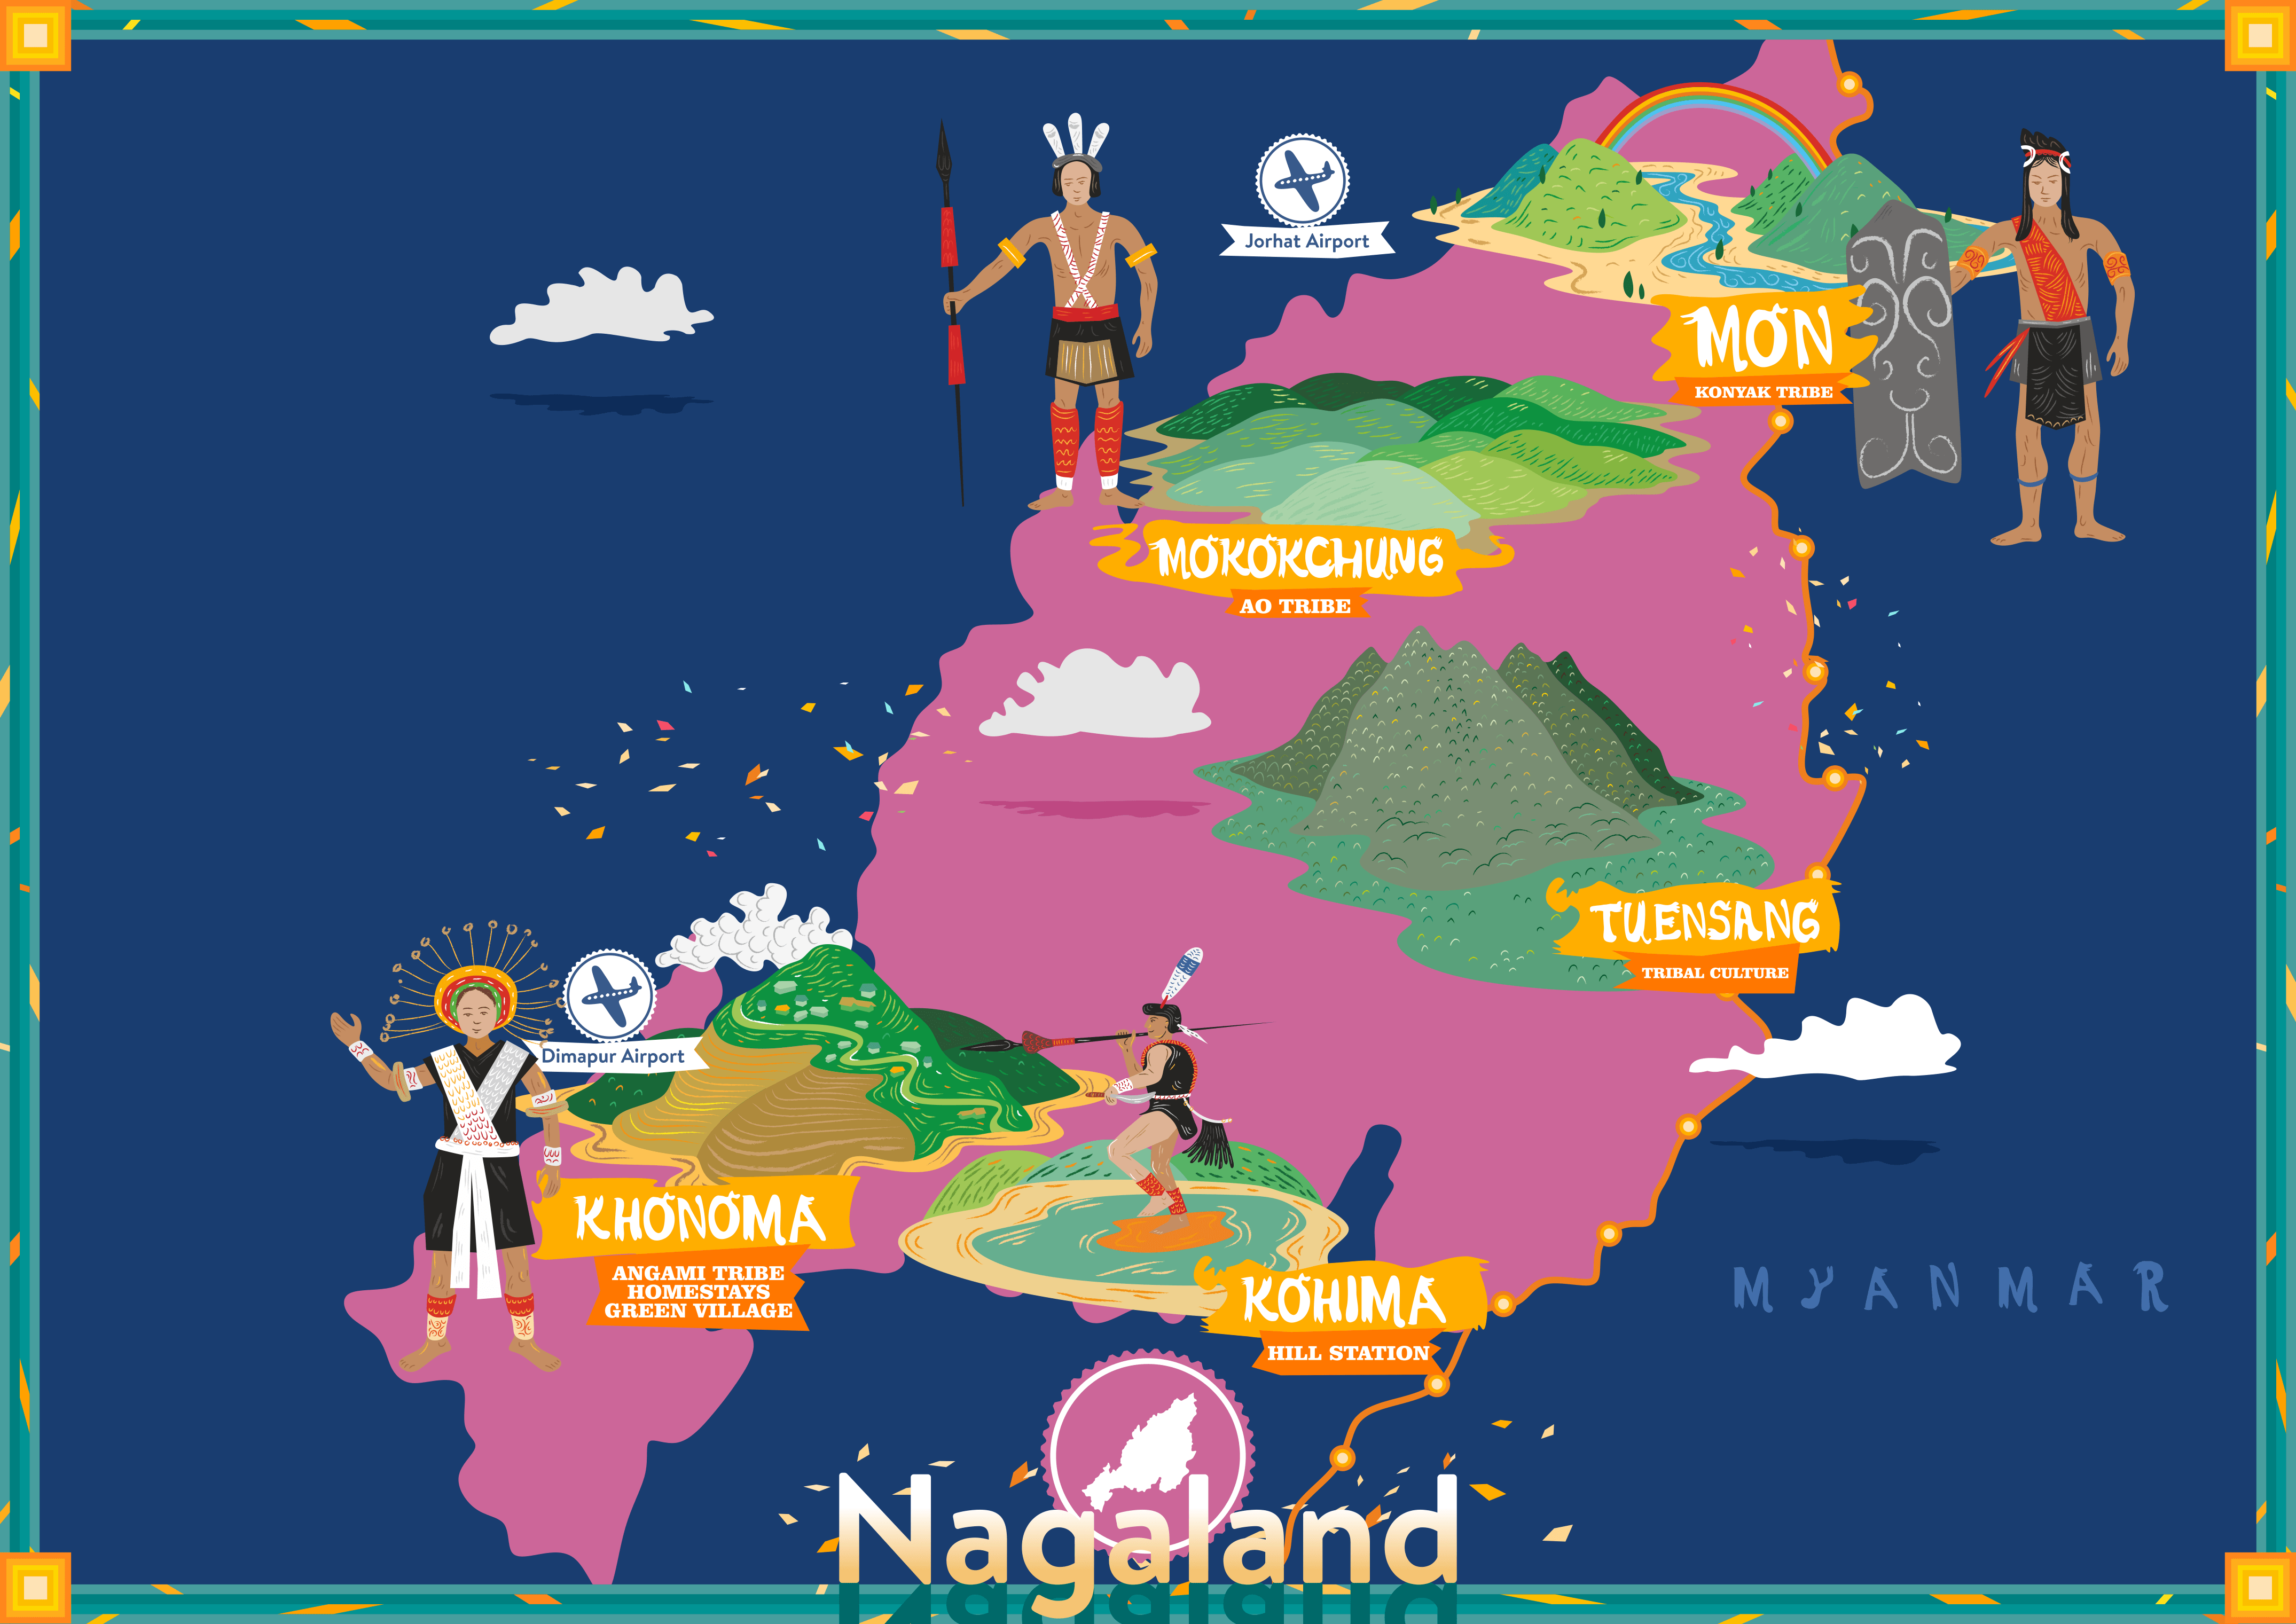 Jorhat Airport
MON
KONYAK TRIBE
MOKOKCHUNG
AO TRIBE
TUENSANG
TRIBAL CULTURE
Dimapur Airport
KHONOMA
ANGAMI TRIBE
HOMESTAYS
GREEN VILLAGE
KOHIMA
HILL STATION
MYANMAR
Nagaland